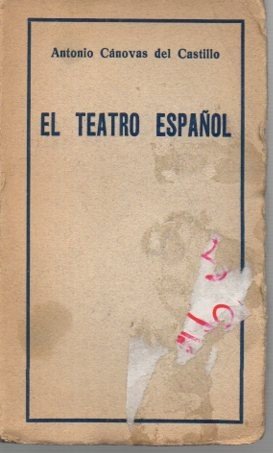 Antonio Cánovas del Castillo
EL TEATRO ESPAÑOL